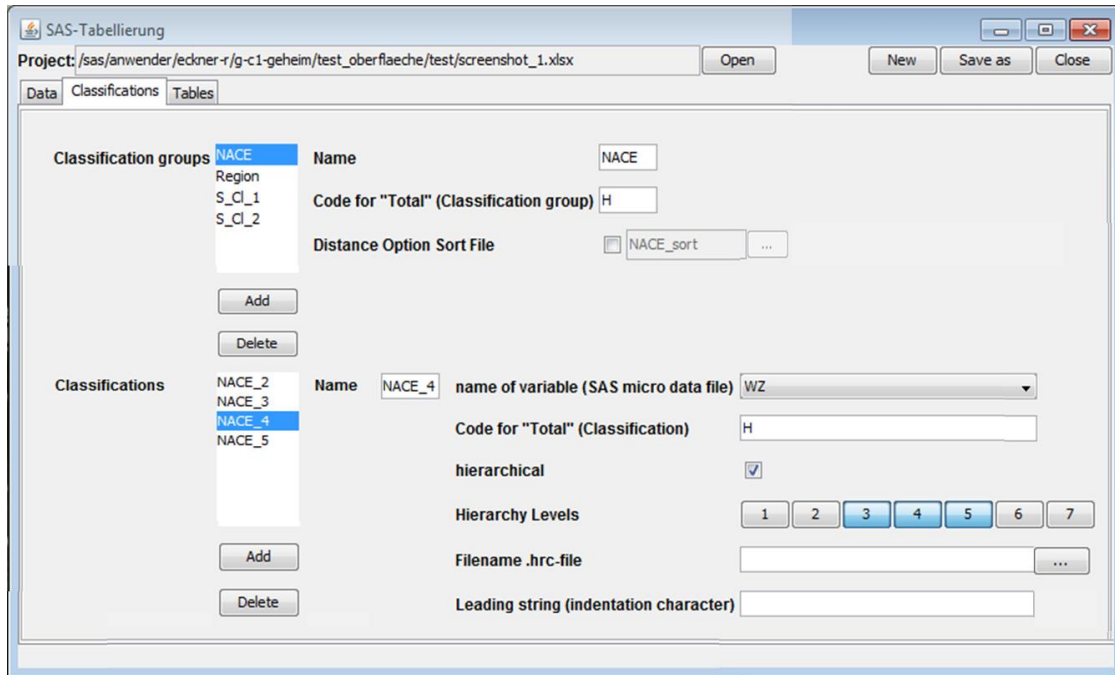 SAS-Tabellierung
Project: /sas/anwender/eckner-r/g-c1-geheim/test_oberflaeche/test/screenshot_1.xlsx Open New Save as Close
Data Classifications Tables
Classification groups NACE Name NACE
Region
S_Cl_1 Code for "Total" (Classification group) H
S_Cl_2
Distance Option Sort File NACE_sort ...
Add
Delete
Classifications NACE_2 Name NACE_4 name of variable (SAS micro data file) WZ
NACE_3
NACE_4 Code for "Total" (Classification) H
NACE_5
hierarchical
Hierarchy Levels 1 2 3 4 5 6 7
Add Filename .hrc-file ...
Delete Leading string (indentation character)